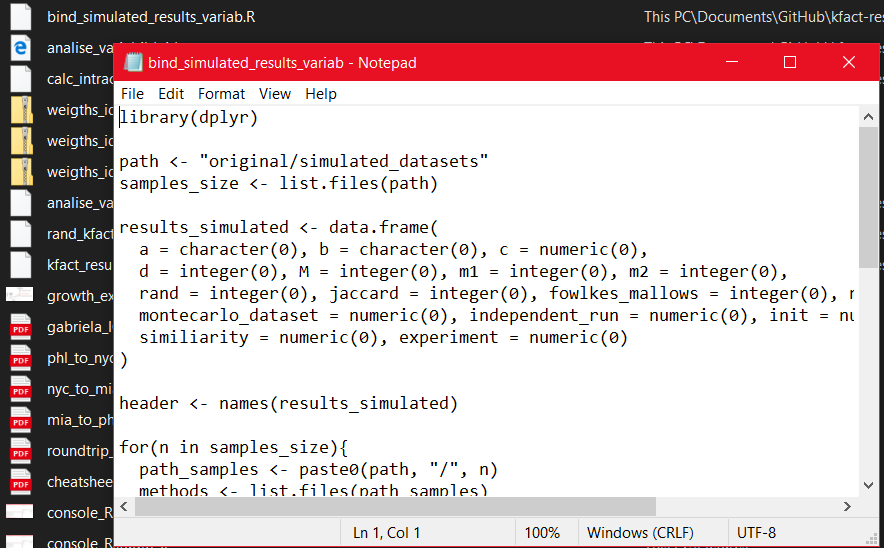 bind_simulated_results_variab.R
This PC\Documents\GitHub\kfact-res
analise_va
bind_simulated_results_variab - Notepad
calc_intrac
File Edit Format View Help
weigths_ic
weigths_ic
weigths_ic
analise_va
rand_kfact
kfact_resu
growth_ex
gabriela_l
phl_to_nyc
nyc_to_mi
mia_to_ph
roundtrip_
cheatshee
console_R
console_R
library(dplyr)
path <- "original/simulated_datasets"
samples_size <- list.files(path)
results_simulated <- data.frame(
a = character(0), b = character(0), c = numeric(0),
d = integer(0), M = integer(0), m1 = integer(0), m2 = integer(0),
rand = integer(0), jaccard = integer(0), fowlkes_mallows = integer(0),
montecarlo_dataset = numeric(0), independent_run = numeric(0), init = nu
similiarity = numeric(0), experiment = numeric(0)
)
header <- names(results_simulated)
for(n in samples_size){
path_samples <- paste0(path, "/", n)
methods <- list.files(path_samples)
Ln 1, Col 1
100%
Windows (CRLF)
UTF-8